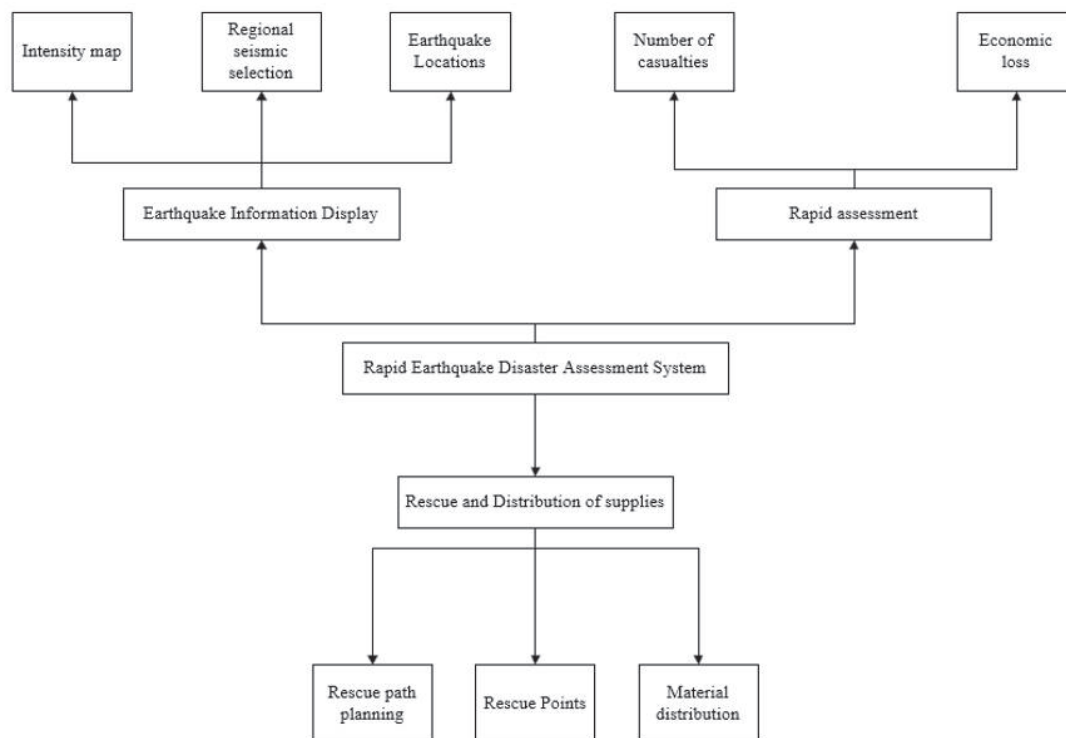 Intensity map
Regional
seismic
selection
Earthquake
Locations
Number of
casualties
Economic
loss
Earthquake Information Display
Rapid assessment
Rapid Earthquake Disaster Assessment System
Rescue and Distribution of supplies
Rescue path
planning
Rescue Points
Material
distribution